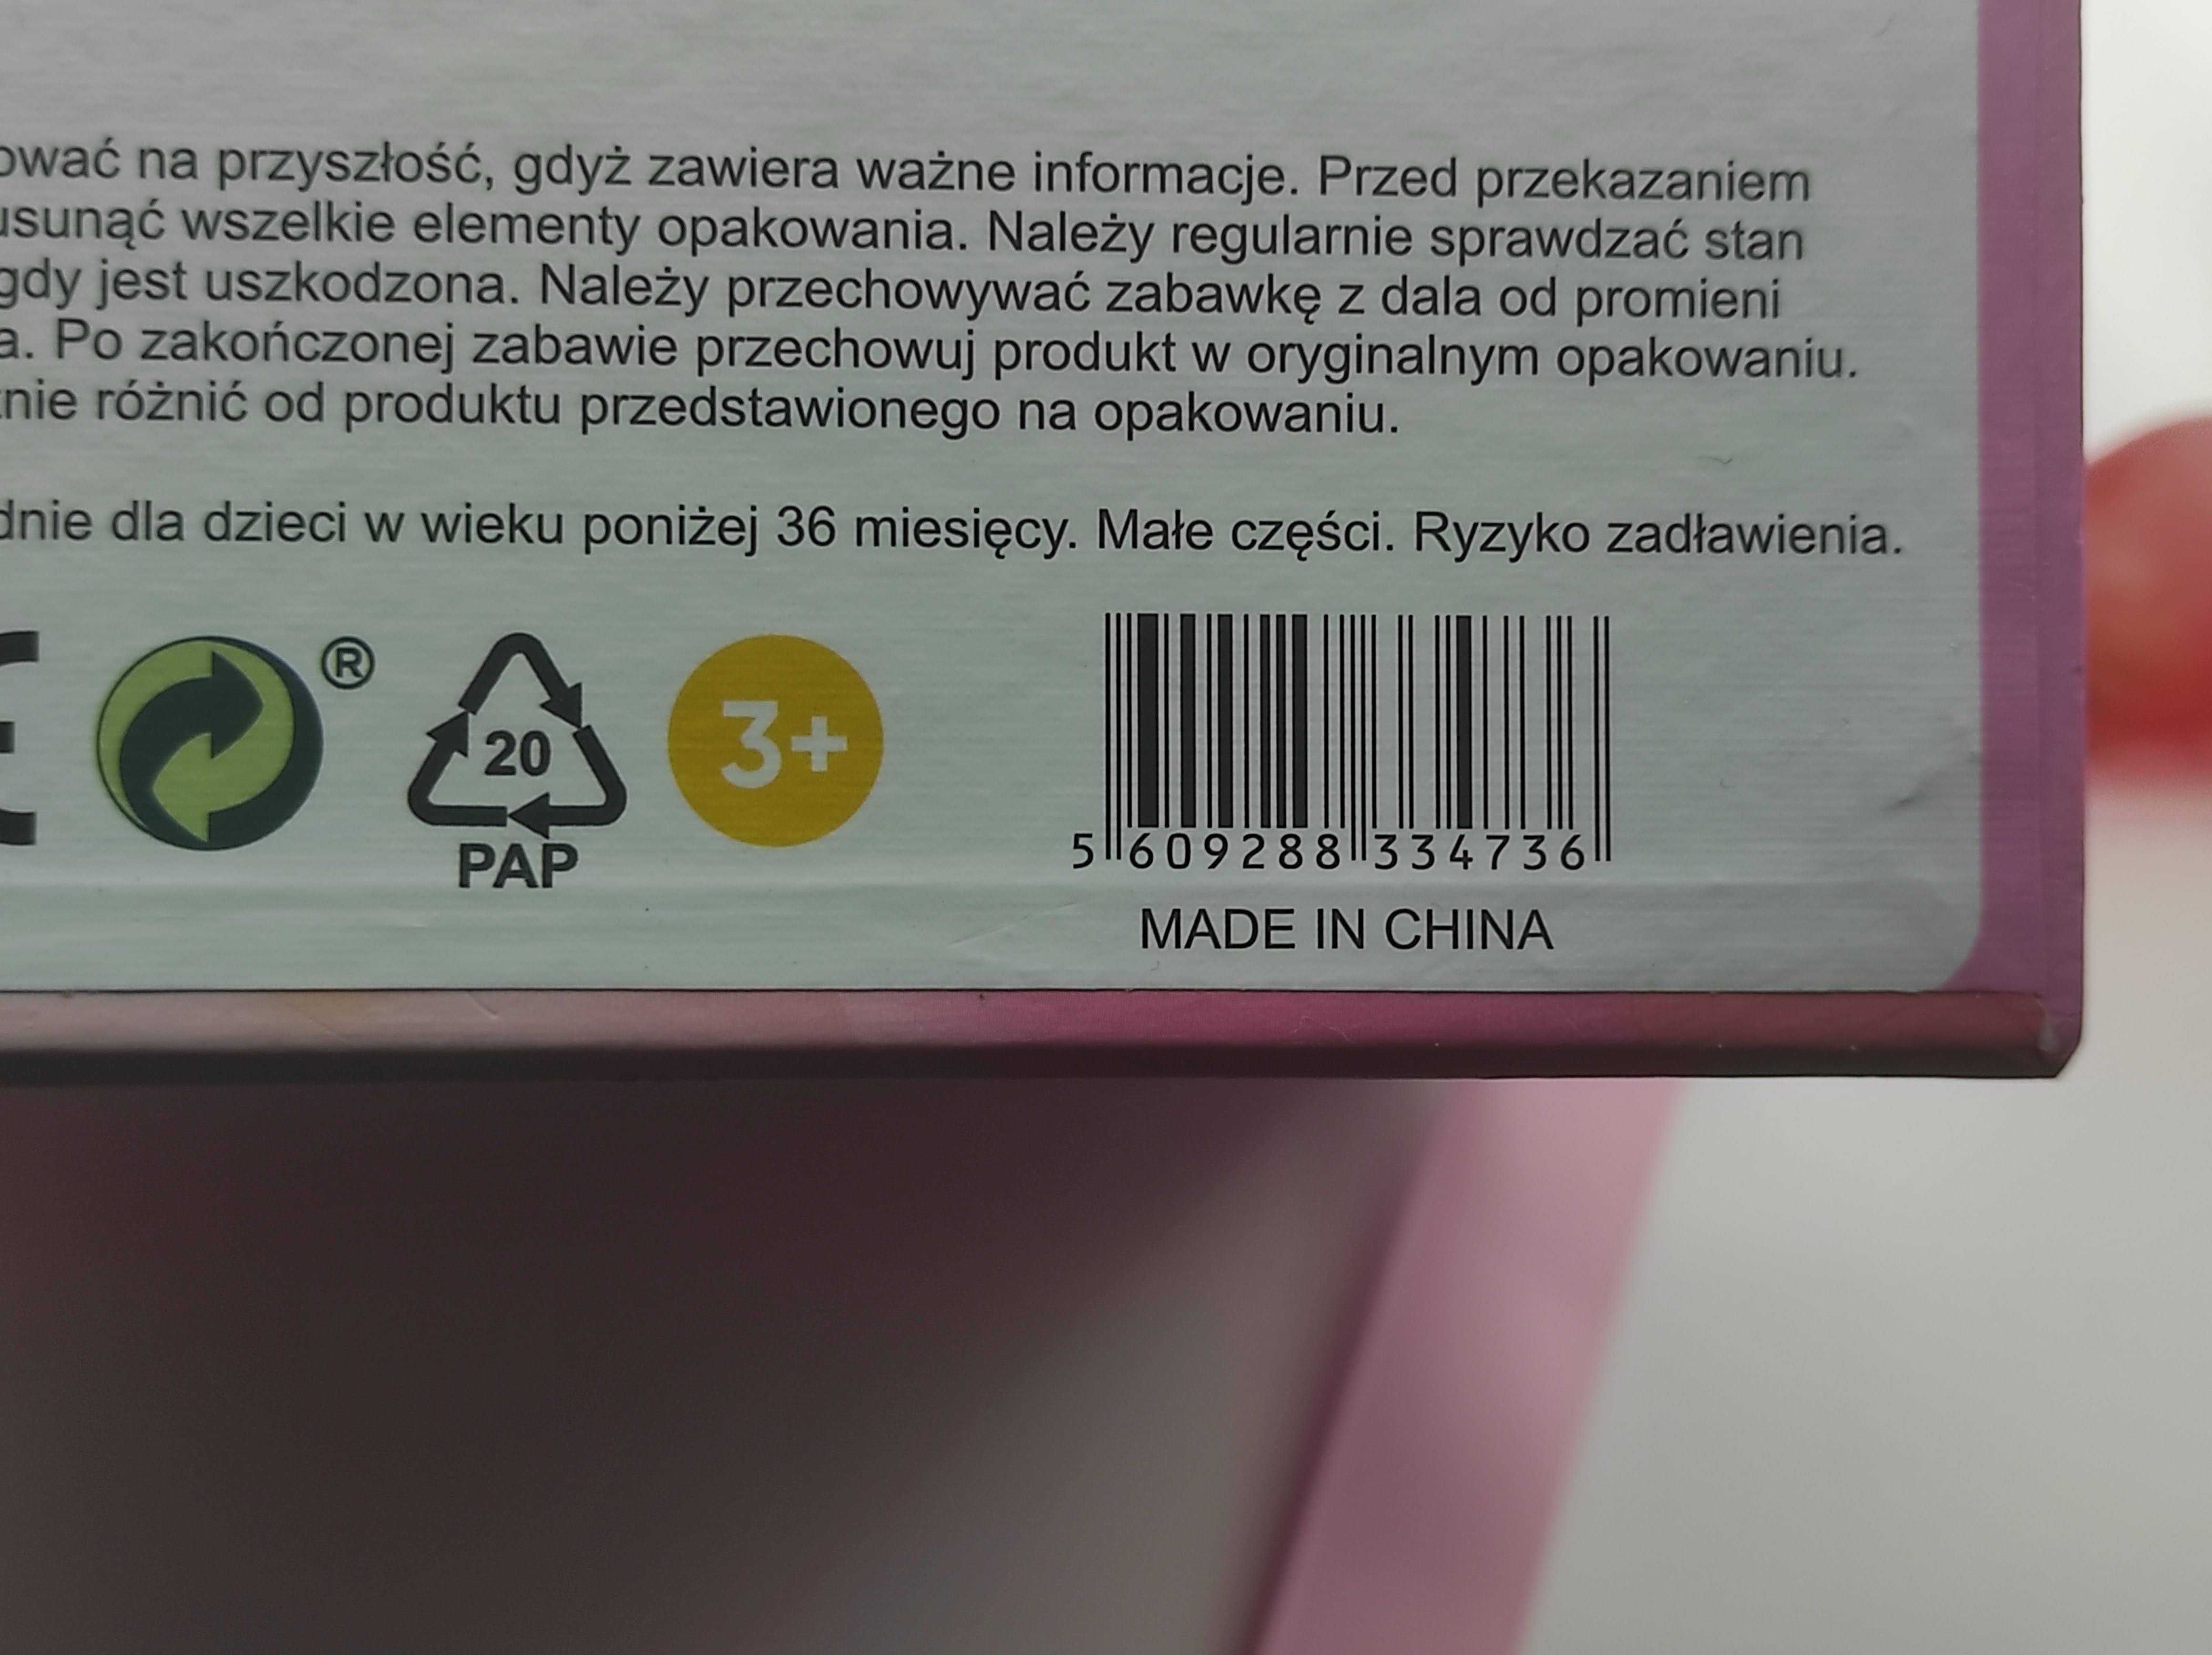 na przyszłość, gdyż zawiera ważne informacje. Przed przekazaniem
usunąć wszelkie elementy opakowania. Należy regularnie sprawdzać stan
gdy jest uszkodzona. Należy przechowywać zabawkę z dala od promieni
a. Po zakończonej zabawie przechowuj produkt w oryginalnym opakowaniu.
różnić od produktu przedstawionego na opakowaniu.
dla dzieci w wieku poniżej 36 miesięcy. Małe części. Ryzyko zadławienia.
®
20
PAP
3+
5 609288 334736
MADE IN CHINA